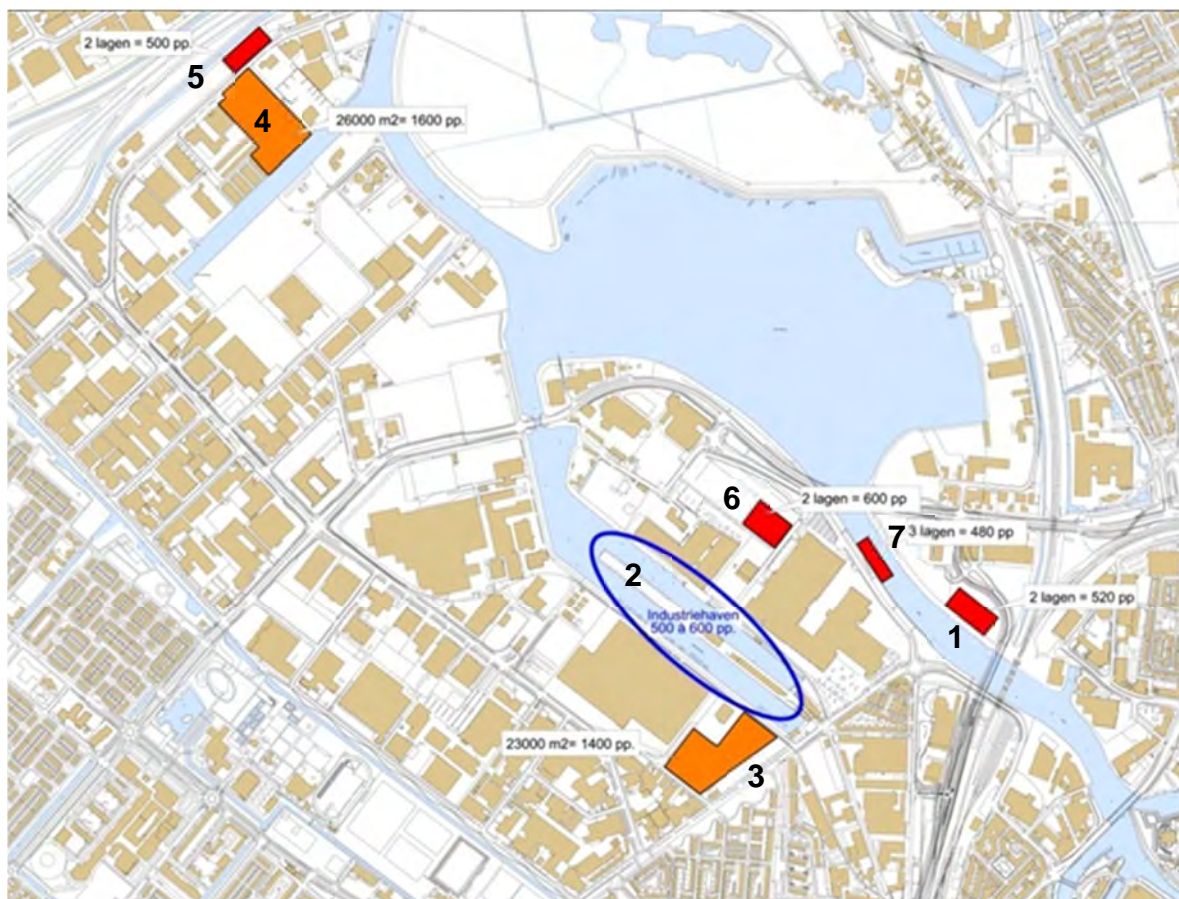 2 lagen = 500 pp.
5
4
26000 m2= 1600 pp.
6
2 lagen = 600 pp
7
3 lagen = 480 pp
2
Industriehaven
500 à 600 pp.
2 lagen = 520 pp
1
23000 m2= 1400 pp.
3